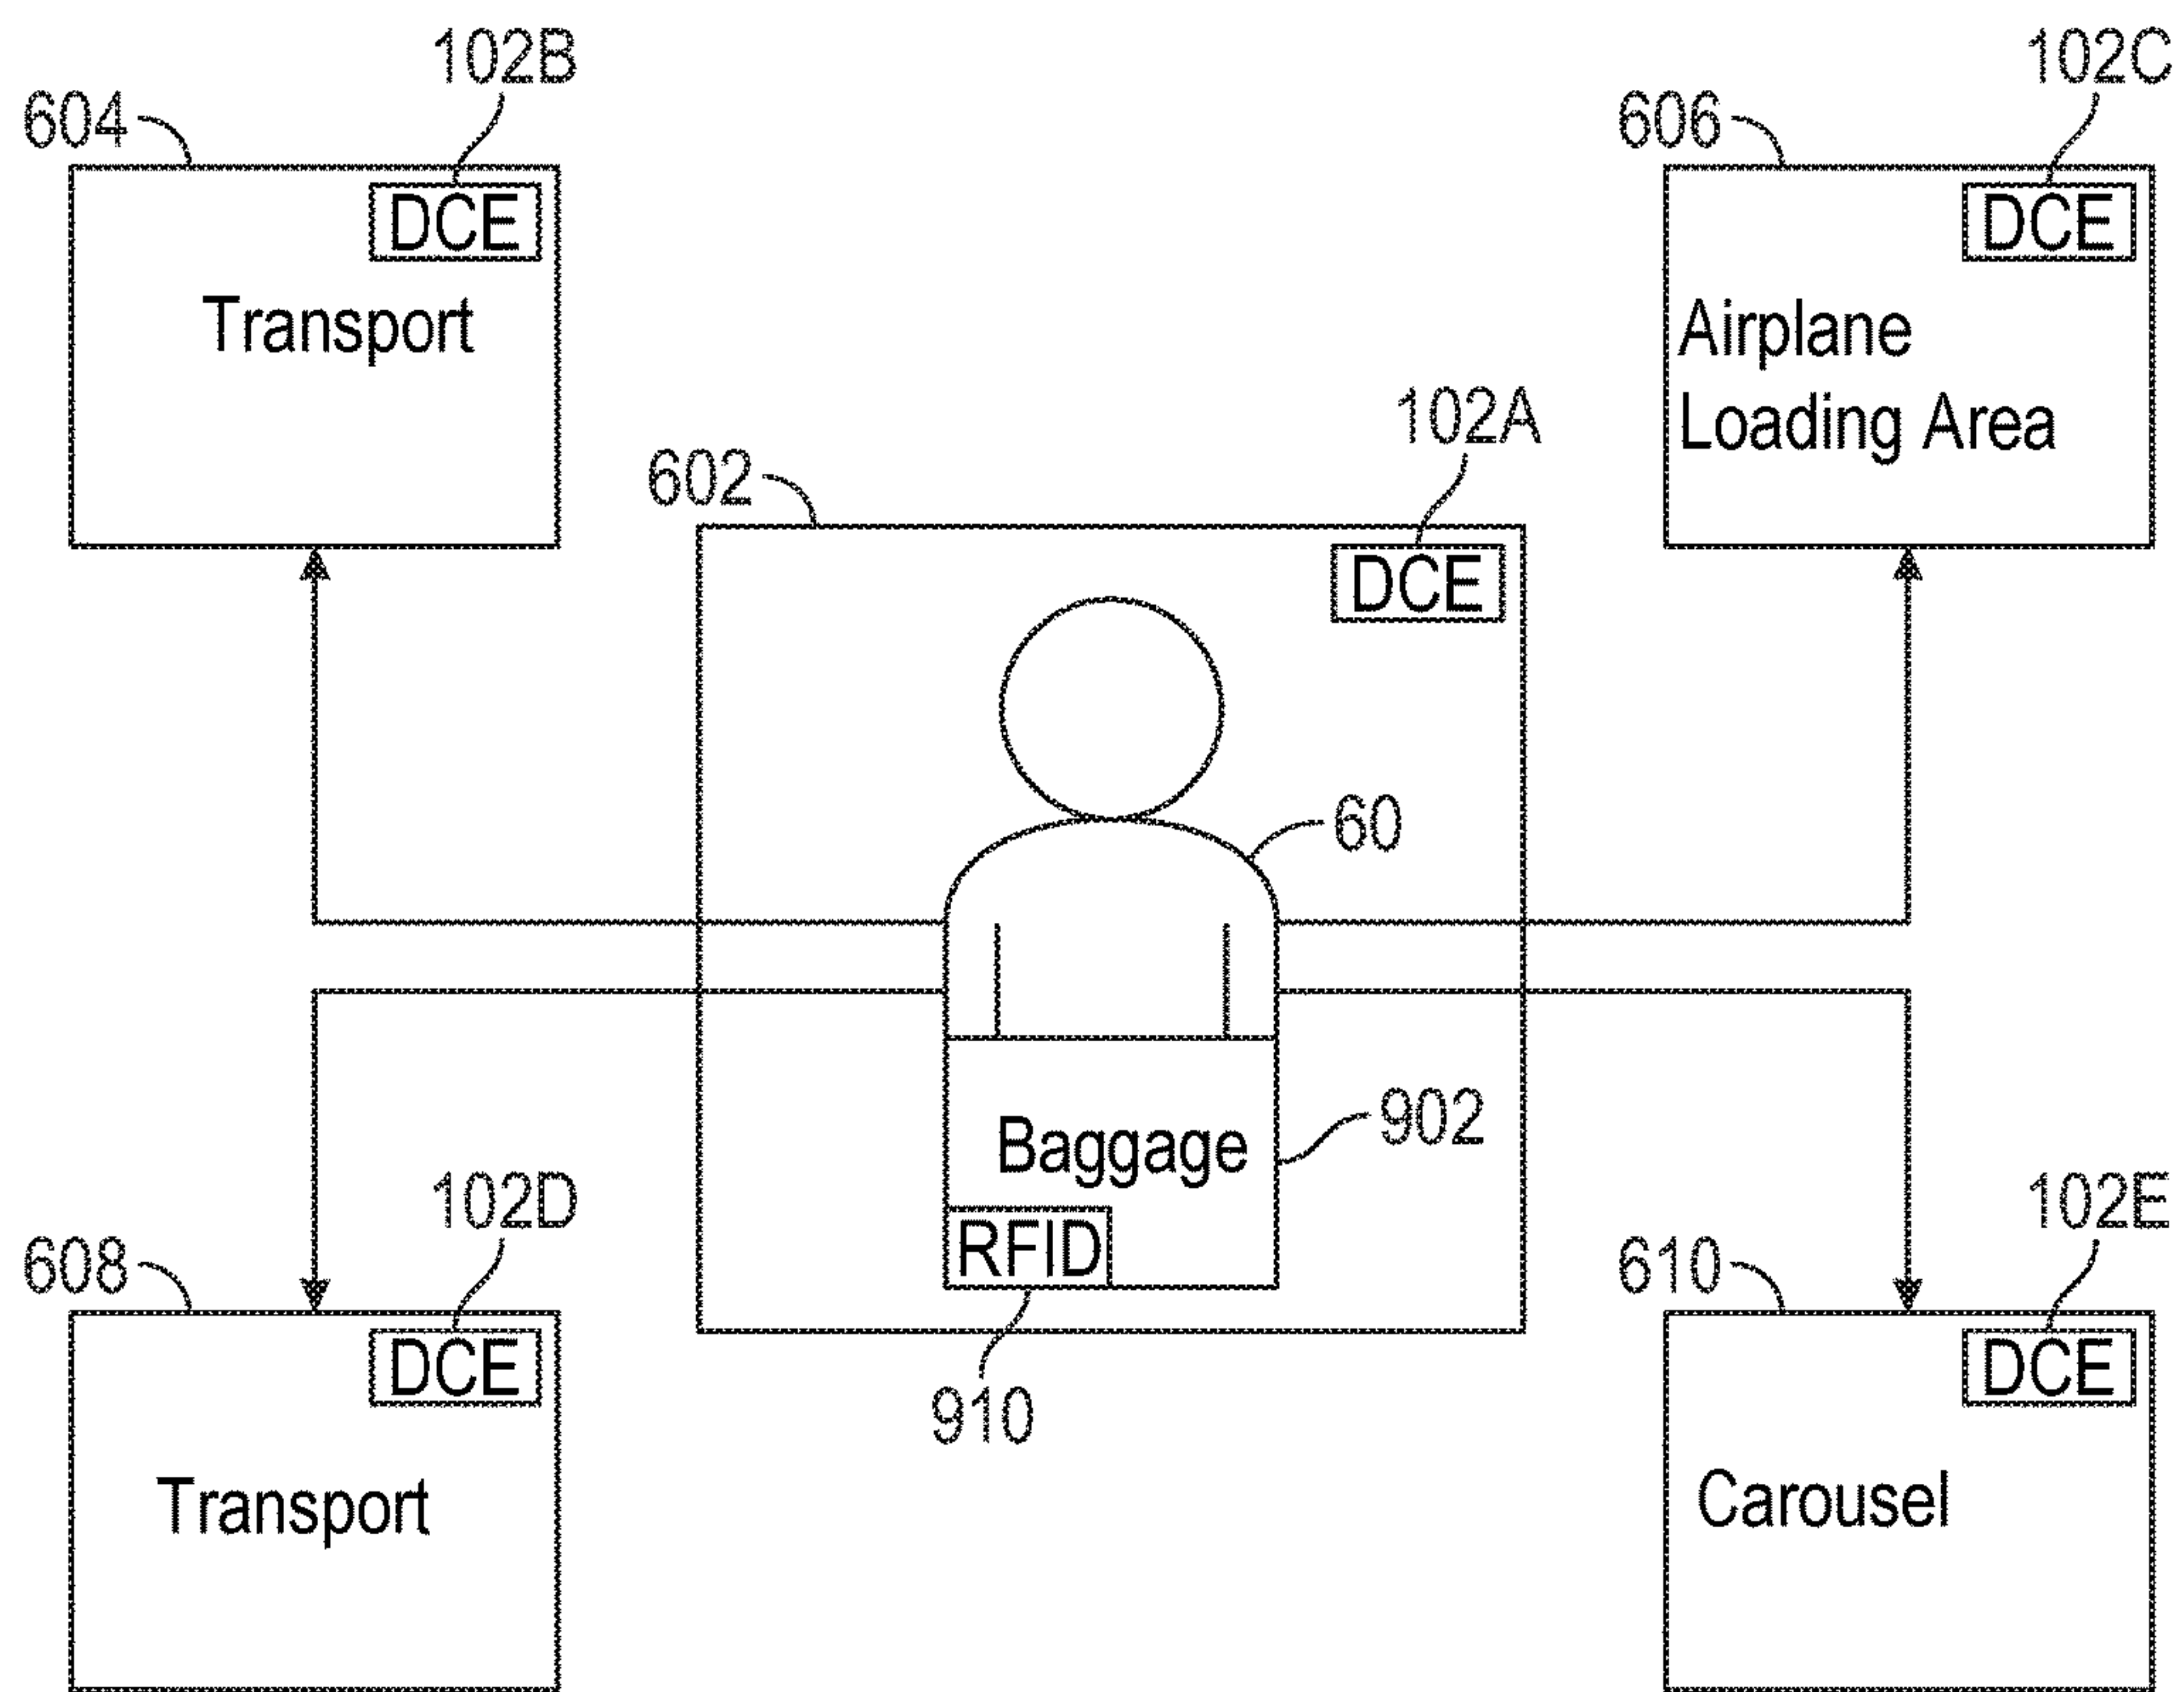 102B
604
DCE
Transport
102C
606
DCE
Airplane
Loading Area
102A
602
DCE
60
Baggage
902
RFID
910
102D
608
DCE
Transport
102E
610
DCE
Carousel